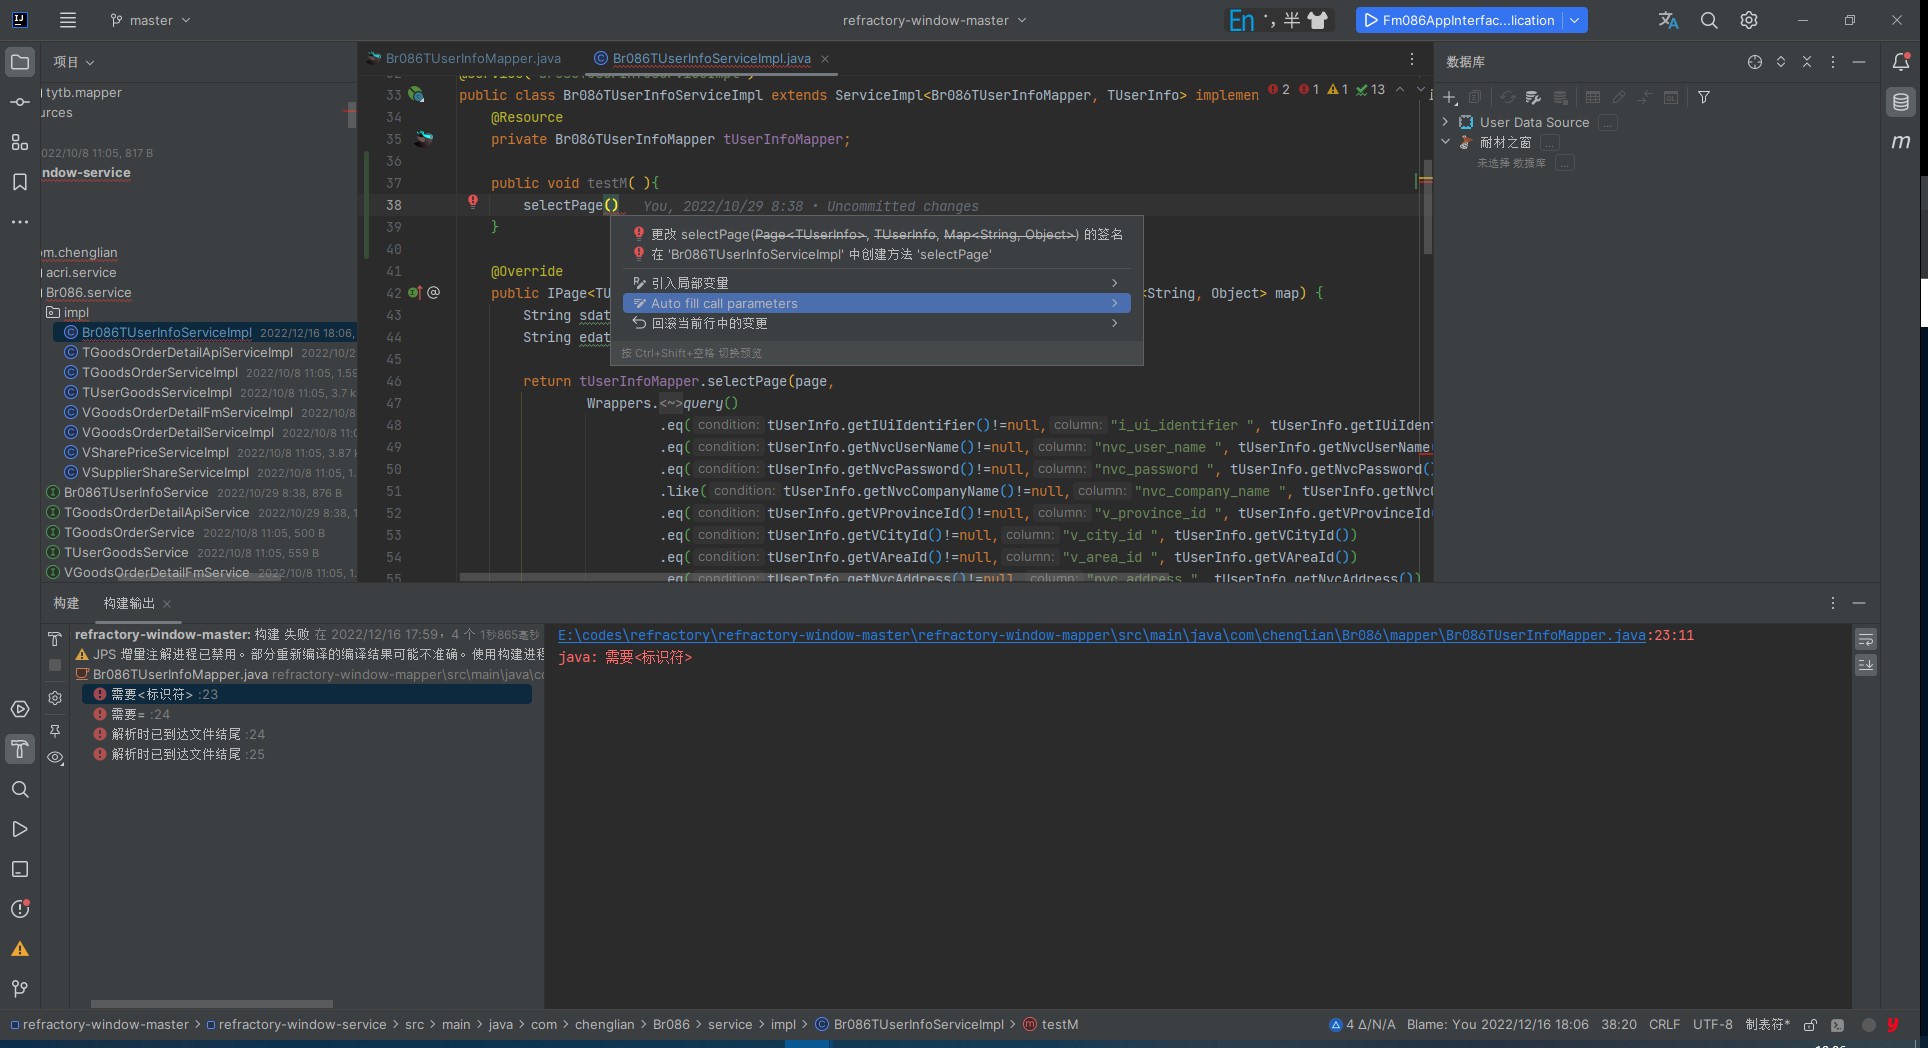 master
refractory-window-master
En
半
Fm086AppInterfac...lication
项目
tytb.mapper
urces
022/10/8 11:05, 817 B
ndow-service
om.chenglian
acri.service
Br086.service
impl
Br086TUserInfoServiceImpl 2022/12/16 18:06,
TGoodsOrderDetailApiServiceImpl 2022/10/2
TGoodsOrderServiceImpl 2022/10/8 11:05, 1.59
TUserGoodsServiceImpl 2022/10/8 11:05, 3.7 k
VGoodsOrderDetailFmServiceImpl 2022/10/8
VGoodsOrderDetailServiceImpl 2022/10/8 11:0
VSharePriceServiceImpl 2022/10/8 11:05, 3.87 k
VSupplierShareServiceImpl 2022/10/8 11:05, 1.
Br086TUserInfoService 2022/10/29 8:38, 876 B
TGoodsOrderDetailApiService 2022/10/29 8:38, 1
TGoodsOrderService 2022/10/8 11:05, 500 B
TUserGoodsService 2022/10/8 11:05, 559 B
VGoodsOrderDetailFmService 2022/10/8 11:05, 1.
Br086TUserInfoMapper.java
Br086TUserInfoServiceImpl.java
33 public class Br086TUserInfoServiceImpl extends ServiceImpl<Br086TUserInfoMapper, TUserInfo> implemen
2 1 1 13
34 @Resource
35 private Br086TUserInfoMapper tUserInfoMapper;
36
37 public void testM( ){
38 selectPage() You, 2022/10/29 8:38 • Uncommitted changes
39 }
40
41 @Override
42 public IPage<TU <String, Object> map) {
43 String sdat
44 String edat
45
46 return tUserInfoMapper.selectPage(page,
47 Wrappers.<~>query()
48 .eq( condition: tUserInfo.getIUiIdentifier()!=null, column: "i_ui_identifier ", tUserInfo.getIUiIdent
49 .eq( condition: tUserInfo.getNvcUserName()!=null, column: "nvc_user_name ", tUserInfo.getNvcUserName
50 .eq( condition: tUserInfo.getNvcPassword()!=null, column: "nvc_password ", tUserInfo.getNvcPassword()
51 .like( condition: tUserInfo.getNvcCompanyName()!=null, column: "nvc_company_name ", tUserInfo.getNvcC
52 .eq( condition: tUserInfo.getVProvinceId()!=null, column: "v_province_id ", tUserInfo.getVProvinceId
53 .eq( condition: tUserInfo.getVCityId()!=null, column: "v_city_id ", tUserInfo.getVCityId())
54 .eq( condition: tUserInfo.getVAreaId()!=null, column: "v_area_id ", tUserInfo.getVAreaId())
55 .eq( condition: tUserInfo.getNvcAddress()!=null, column: "nvc_address ", tUserInfo.getNvcAddress())
更改 selectPage(Page<TUserInfo>, TUserInfo, Map<String, Object>) 的签名
在 'Br086TUserInfoServiceImpl' 中创建方法 'selectPage'
引入局部变量
Auto fill call parameters
回滚当前行中的变更
按 Ctrl+Shift+空格 切换预览
数据库
User Data Source ...
耐材之窗 ...
未选择 数据库 ...
m
构建 构建输出
refractory-window-master: 构建 失败 在 2022/12/16 17:59，4 个 1秒865毫秒
JPS 增量注解进程已禁用。部分重新编译的编译结果可能不准确。使用构建进程
Br086TUserInfoMapper.java refractory-window-mapper\src\main\java\co
需要<标识符> :23
需要= :24
解析时已到达文件结尾 :24
解析时已到达文件结尾 :25
E:\codes\refractory\refractory-window-master\refractory-window-mapper\src\main\java\com\chenglian\Br086\mapper\Br086TUserInfoMapper.java:23:11
java: 需要<标识符>
refractory-window-master > refractory-window-service > src > main > java > com > chenglian > Br086 > service > impl > Br086TUserInfoServiceImpl > testM
4 Δ/N/A Blame: You 2022/12/16 18:06 38:20 CRLF UTF-8 制表符*